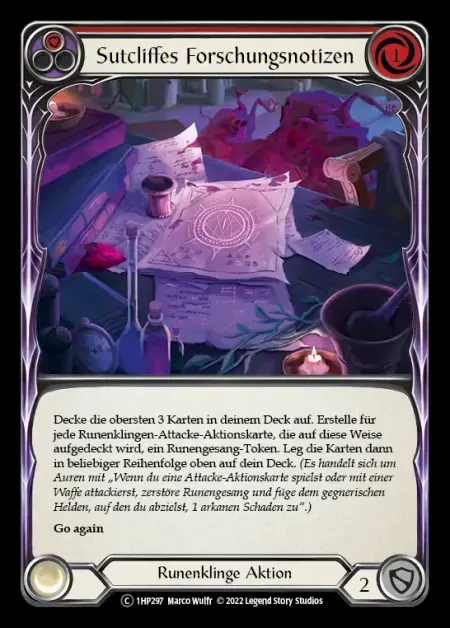 Sutcliffes Forschungsnotizen
1
Decke die obersten 3 Karten in deinem Deck auf. Erstelle für
jede Runenklingen-Attacke-Aktionskarte, die auf diese Weise
aufgedeckt wird, ein Runengesang-Token. Leg die Karten dann
in beliebiger Reihenfolge oben auf dein Deck. (Es handelt sich um
Auren mit „Wenn du eine Attacke-Aktionskarte spielst oder mit einer
Waffe attackierst, zerstöre Runengesang und füge dem gegnerischen
Helden, auf den du abzielst, 1 arkanen Schaden zu“.)
Go again
Runenklinge Aktion
2
C 1HP297 Marco Wulfr © 2022 Legend Story Studios